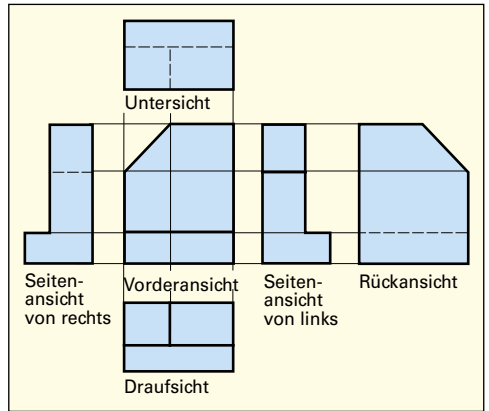 Untersicht
Seiten-
ansicht
von rechts
Vorderansicht
Seiten-
ansicht
von links
Rückansicht
Draufsicht